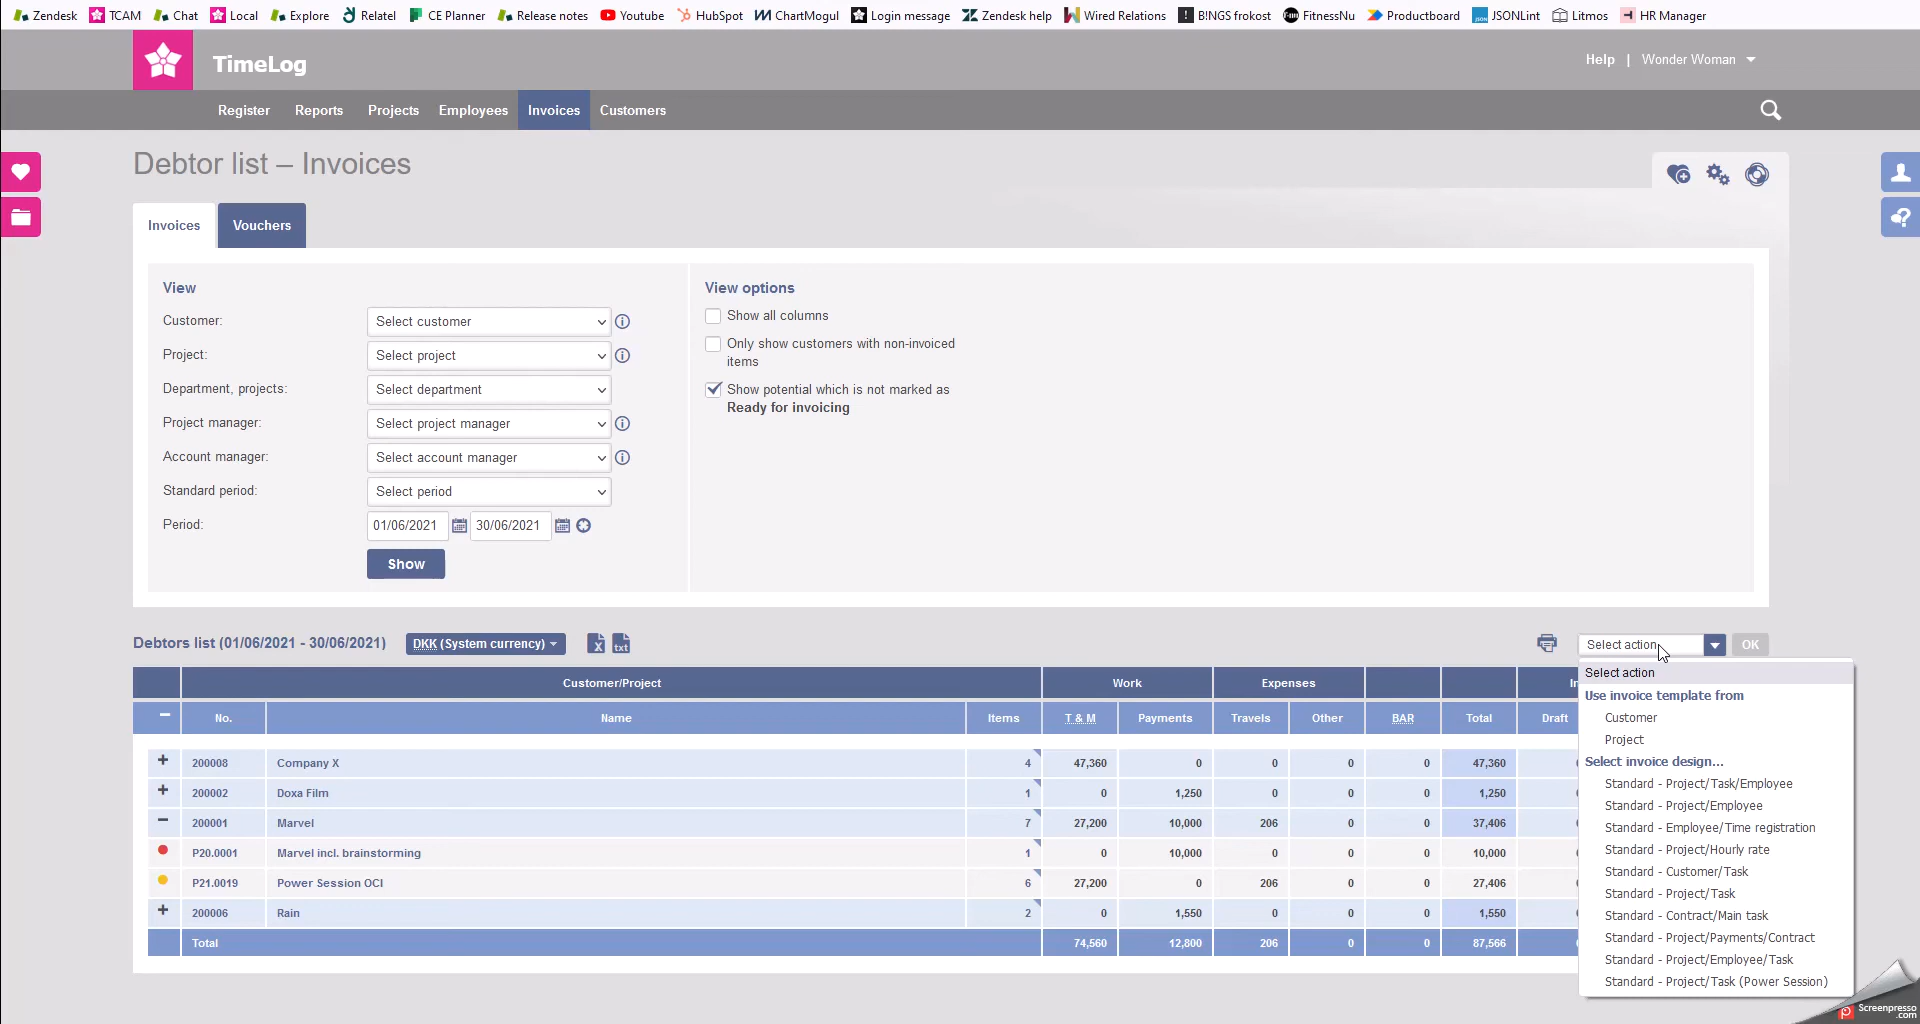 Zendesk TCAM Chat Local Explore Relatel CE Planner Release notes Youtube HubSpot ChartMogul Login message Zendesk help Wired Relations B!NGS frokost FitnessNu Productboard JSONLint Litmos HR Manager
TimeLog
Help | Wonder Woman
Register Reports Projects Employees Invoices Customers
Debtor list – Invoices
Invoices Vouchers
View
Customer: Select customer
Project: Select project
Department, projects: Select department
Project manager: Select project manager
Account manager: Select account manager
Standard period: Select period
Period: 01/06/2021 30/06/2021
Show
View options
Show all columns
Only show customers with non-invoiced
items
Show potential which is not marked as
Ready for invoicing
Debtors list (01/06/2021 - 30/06/2021) DKK (System currency) Select action OK
Customer/Project Work Expenses
No. Name Items T & M Payments Travels Other BAR Total Draft
200008 Company X 4 47,360 0 0 0 0 47,360
200002 Doxa Film 1 0 1,250 0 0 0 1,250
200001 Marvel 7 27,200 10,000 206 0 0 37,406
P20.0001 Marvel incl. brainstorming 1 0 10,000 0 0 0 10,000
P21.0019 Power Session OCI 6 27,200 0 206 0 0 27,406
200006 Rain 2 0 1,550 0 0 0 1,550
Total 74,560 12,800 206 0 0 87,566
Select action
Use invoice template from
Customer
Project
Select invoice design...
Standard - Project/Task/Employee
Standard - Project/Employee
Standard - Employee/Time registration
Standard - Project/Hourly rate
Standard - Customer/Task
Standard - Project/Task
Standard - Contract/Main task
Standard - Project/Payments/Contract
Standard - Project/Employee/Task
Standard - Project/Task (Power Session)
Screenpresso
.com